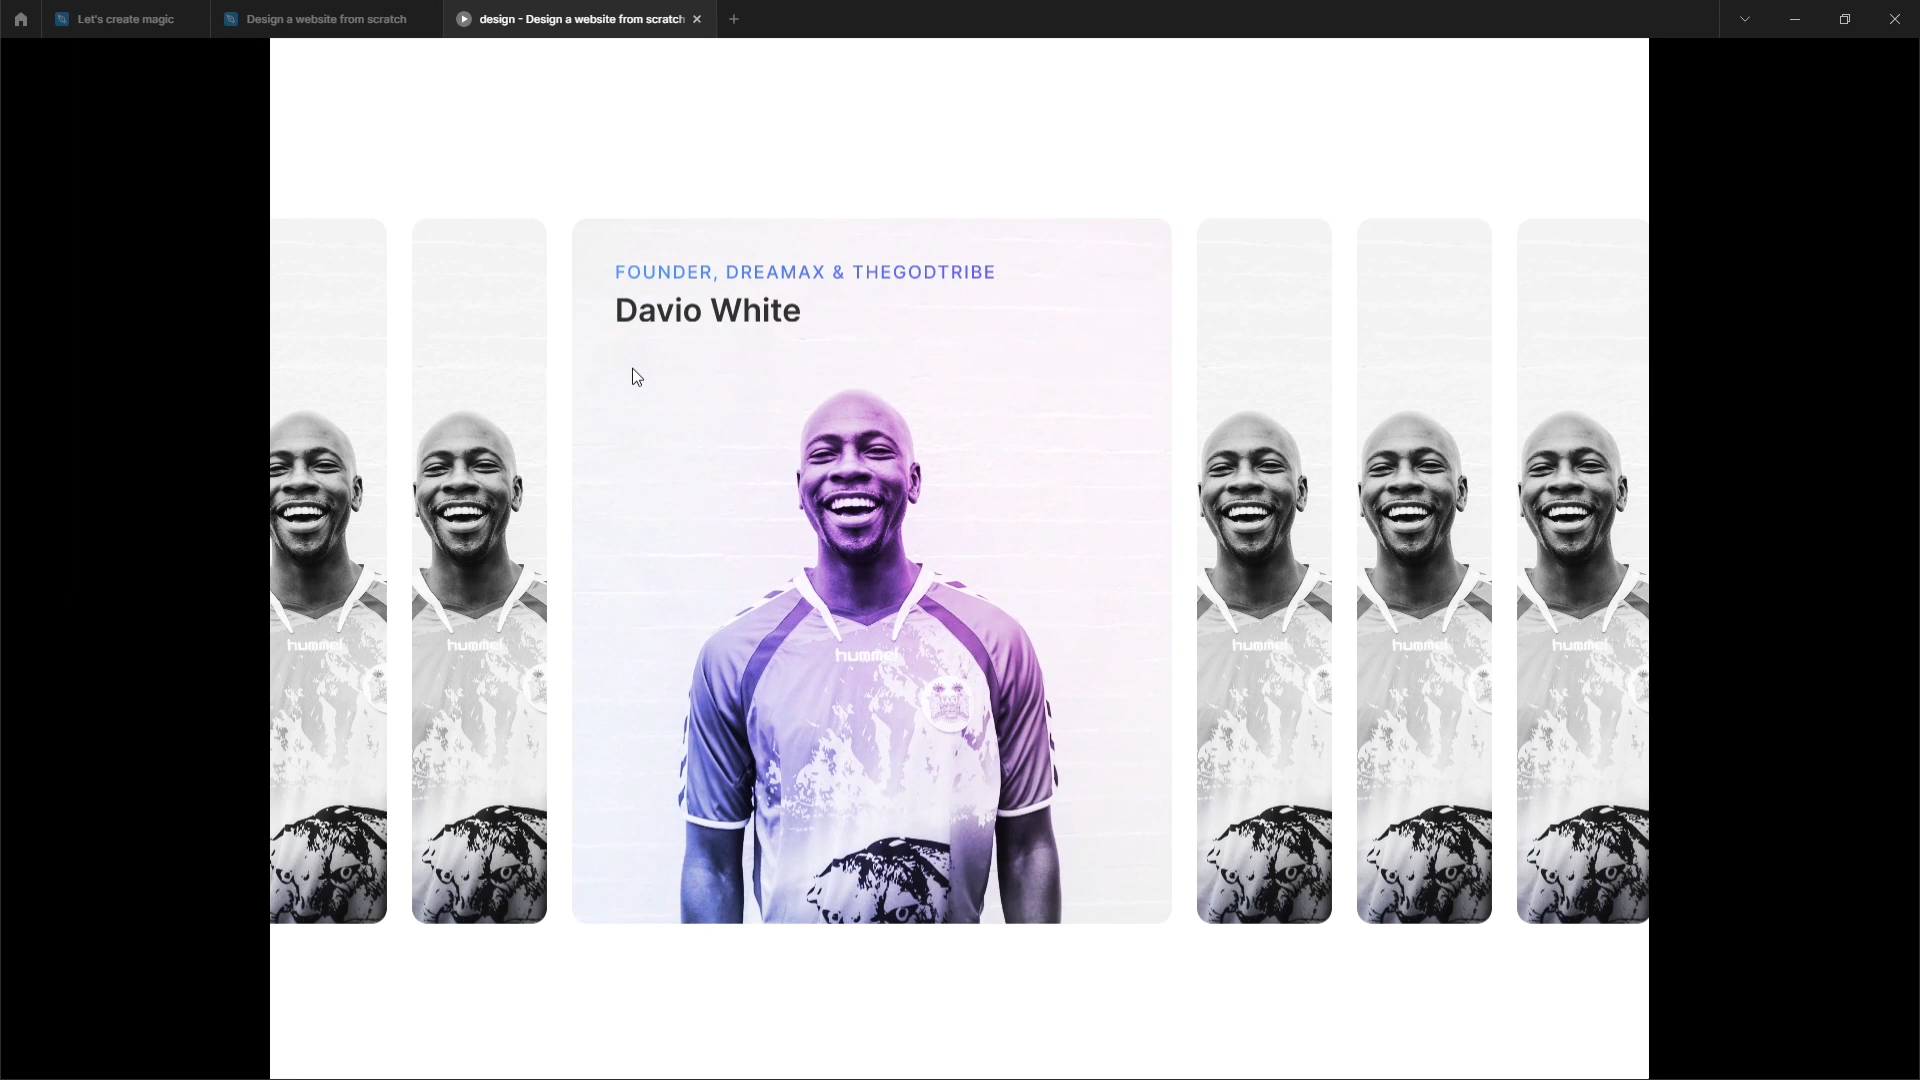 Let's create magic
Design a website from scratch
design - Design a website from scratch
FOUNDER, DREAMAX & THEGODTRIBE
Davio White
hummel
hummel
hummel
hummel
hummel
hummel